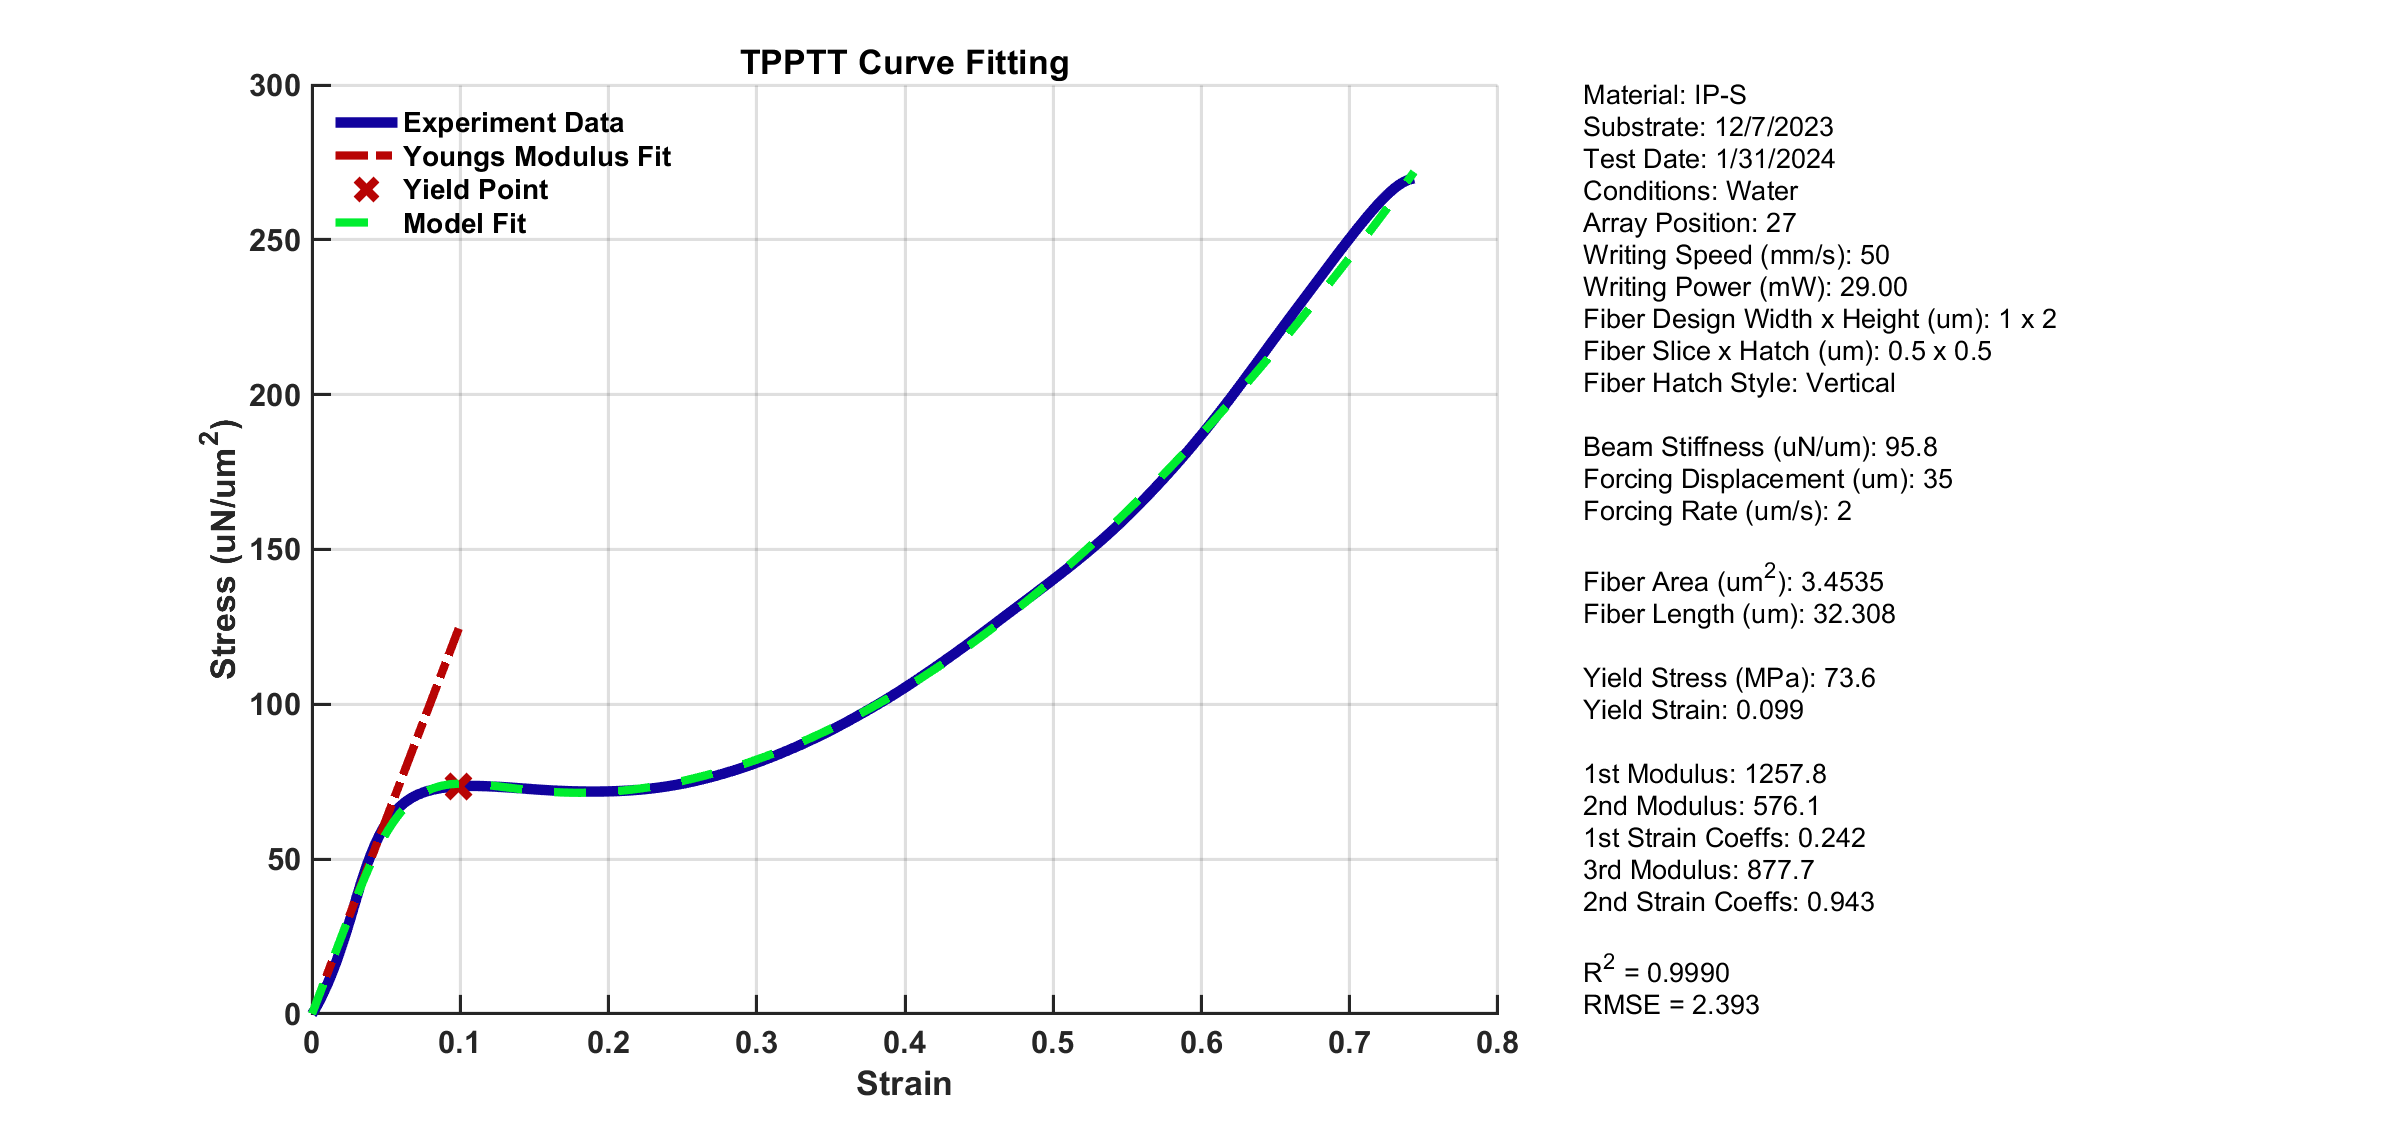 TPPTT Curve Fitting
300
250
200
150
100
50
0
0 0.1 0.2 0.3 0.4 0.5 0.6 0.7 0.8
Stress (uN/um²)
Strain
Experiment Data
Youngs Modulus Fit
Yield Point
Model Fit
Material: IP-S
Substrate: 12/7/2023
Test Date: 1/31/2024
Conditions: Water
Array Position: 27
Writing Speed (mm/s): 50
Writing Power (mW): 29.00
Fiber Design Width x Height (um): 1 x 2
Fiber Slice x Hatch (um): 0.5 x 0.5
Fiber Hatch Style: Vertical
Beam Stiffness (uN/um): 95.8
Forcing Displacement (um): 35
Forcing Rate (um/s): 2
Fiber Area (um²): 3.4535
Fiber Length (um): 32.308
Yield Stress (MPa): 73.6
Yield Strain: 0.099
1st Modulus: 1257.8
2nd Modulus: 576.1
1st Strain Coeffs: 0.242
3rd Modulus: 877.7
2nd Strain Coeffs: 0.943
R² = 0.9990
RMSE = 2.393